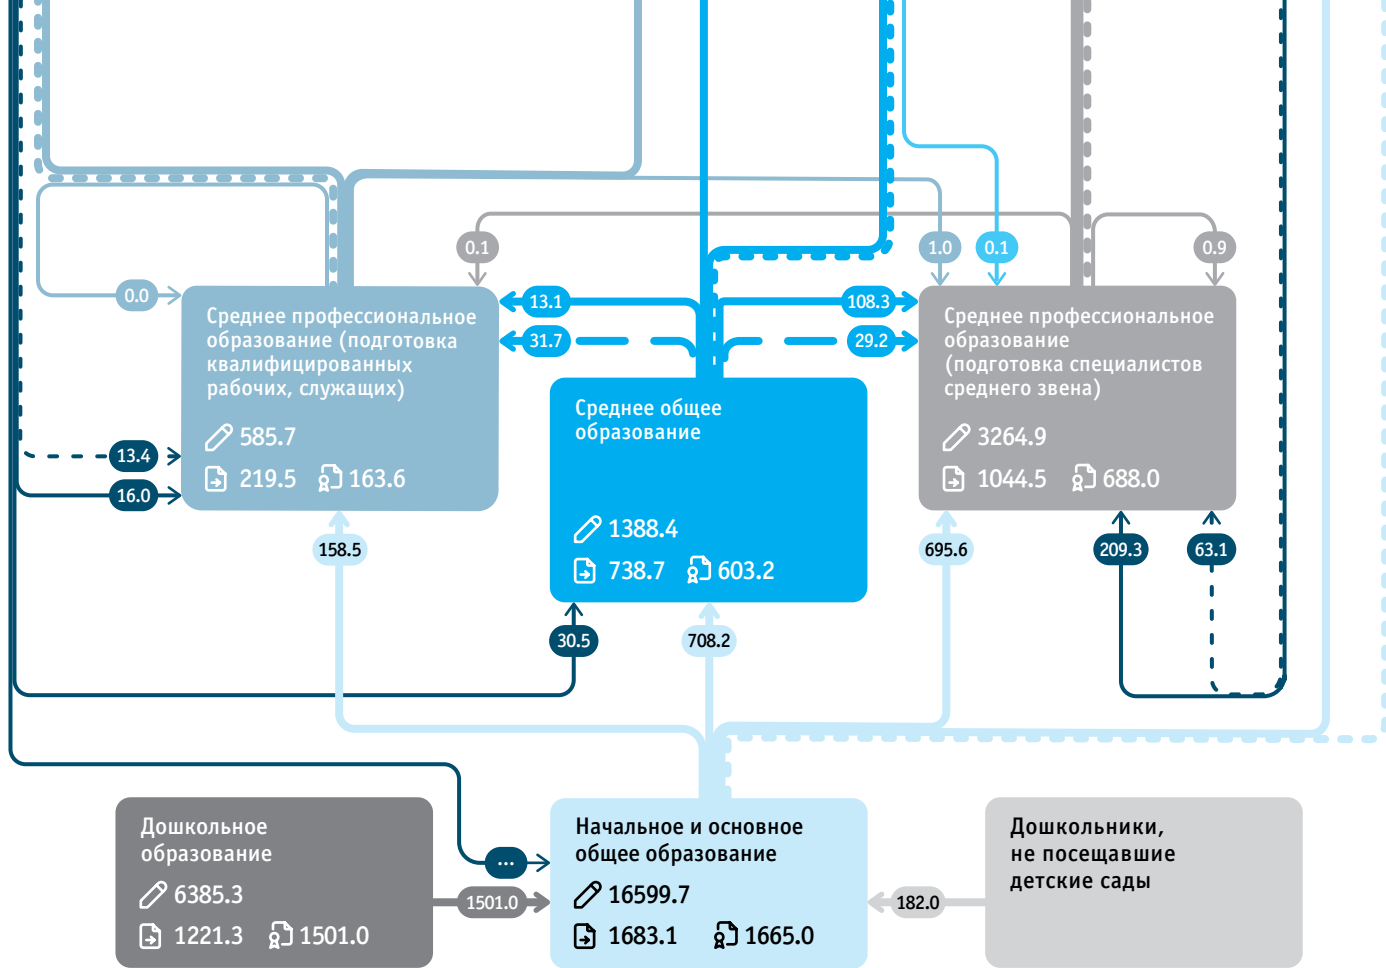 0.1
1.0
0.1
0.9
0.0
13.1
108.3
31.7
29.2
Среднее профессиональное
образование (подготовка
квалифицированных
рабочих, служащих)
585.7
219.5 163.6
Среднее общее
образование
1388.4
738.7 603.2
Среднее профессиональное
образование
(подготовка специалистов
среднего звена)
3264.9
1044.5 688.0
13.4
16.0
158.5
695.6
209.3
63.1
30.5
708.2
Дошкольное
образование
6385.3
1221.3 1501.0
...
1501.0
Начальное и основное
общее образование
16599.7
1683.1 1665.0
182.0
Дошкольники,
не посещавшие
детские сады